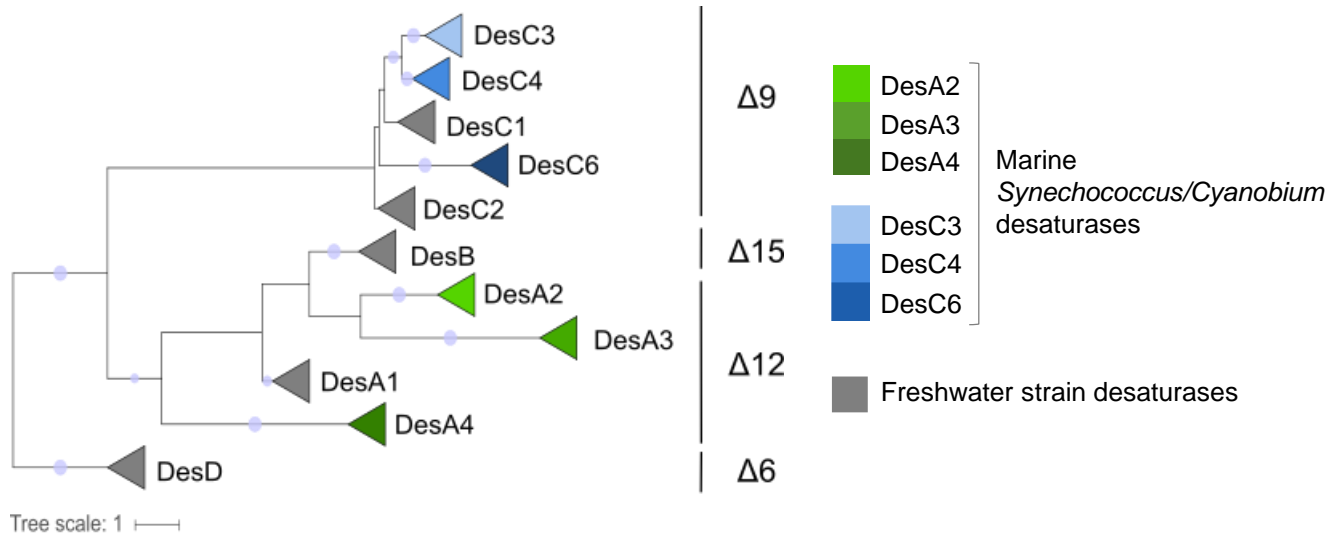 DesC3
DesC4
DesC1
DesC6
DesC2
DesB
DesA2
DesA3
DesA1
DesA4
DesD
Tree scale: 1
Δ9
Δ15
Δ12
Δ6
DesA2
DesA3
DesA4
DesC3
DesC4
DesC6
Marine
Synechococcus/Cyanobium
desaturases
Freshwater strain desaturases